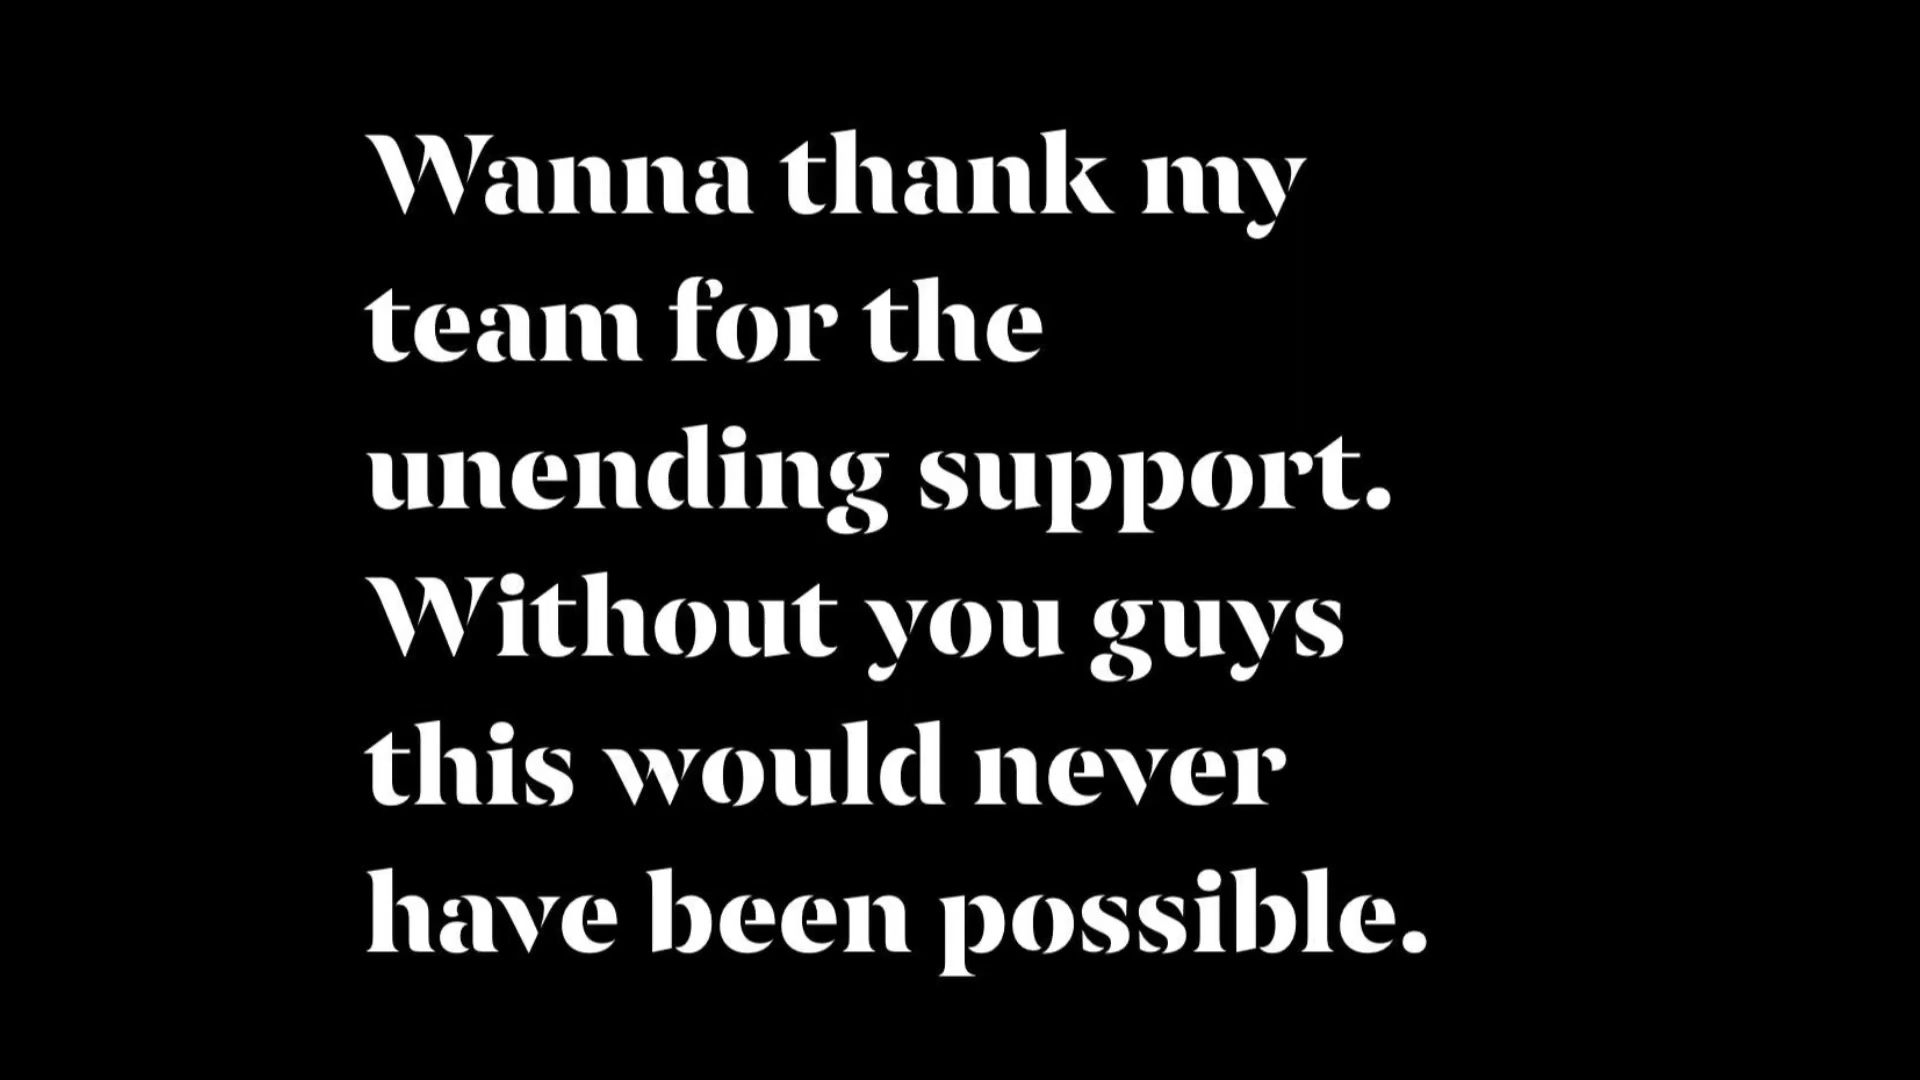 Wanna thank my
team for the
unending support.
Without you guys
this would never
have been possible.